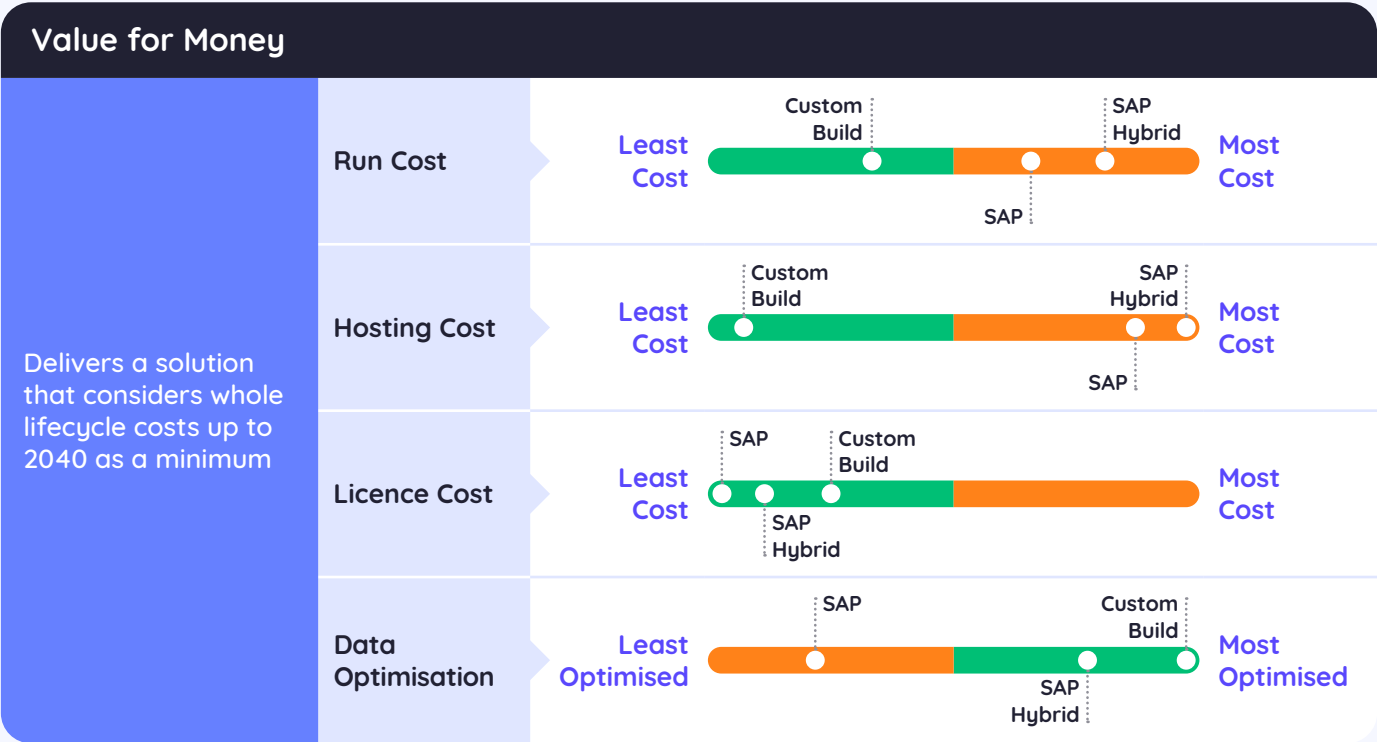 Value for Money
Delivers a solution
that considers whole
lifecycle costs up to
2040 as a minimum
Run Cost
Least
Cost
Custom
Build
SAP
SAP
Hybrid
Most
Cost
Hosting Cost
Least
Cost
Custom
Build
SAP
SAP
Hybrid
Most
Cost
Licence Cost
Least
Cost
SAP
SAP
Hybrid
Custom
Build
Most
Cost
Data
Optimisation
Least
Optimised
SAP
SAP
Hybrid
Custom
Build
Most
Optimised